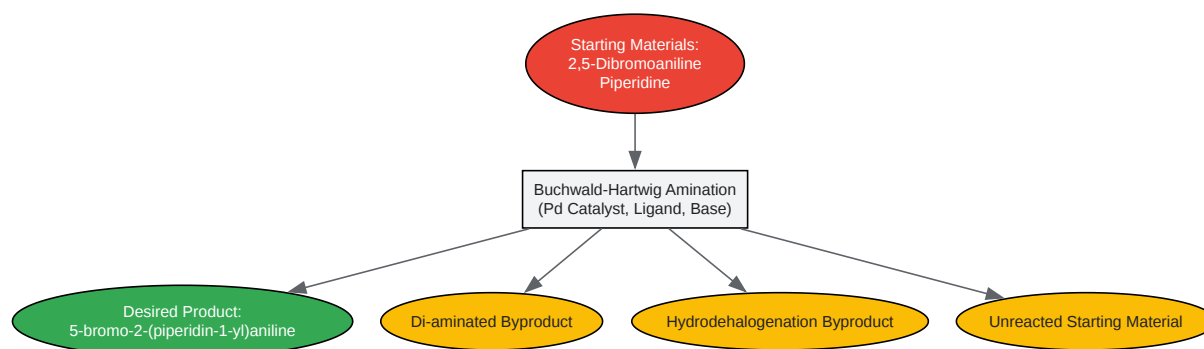 Starting Materials:
2,5-Dibromoaniline
Piperidine
Buchwald-Hartwig Amination
(Pd Catalyst, Ligand, Base)
Desired Product:
5-bromo-2-(piperidin-1-yl)aniline
Di-aminated Byproduct
Hydrodehalogenation Byproduct
Unreacted Starting Material